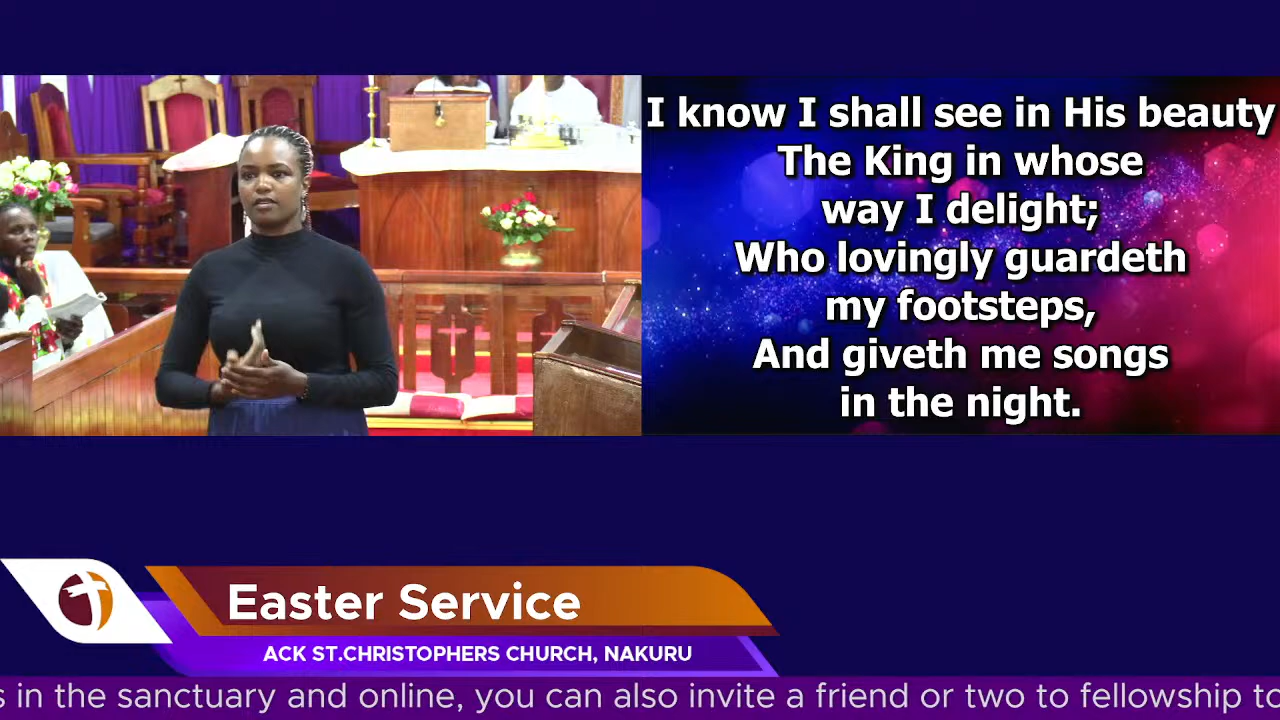 I know I shall see in His beauty
The King in whose
way I delight;
Who lovingly guardeth
my footsteps,
And giveth me songs
in the night.
Easter Service
ACK ST.CHRISTOPHERS CHURCH, NAKURU
in the sanctuary and online, you can also invite a friend or two to fellowship